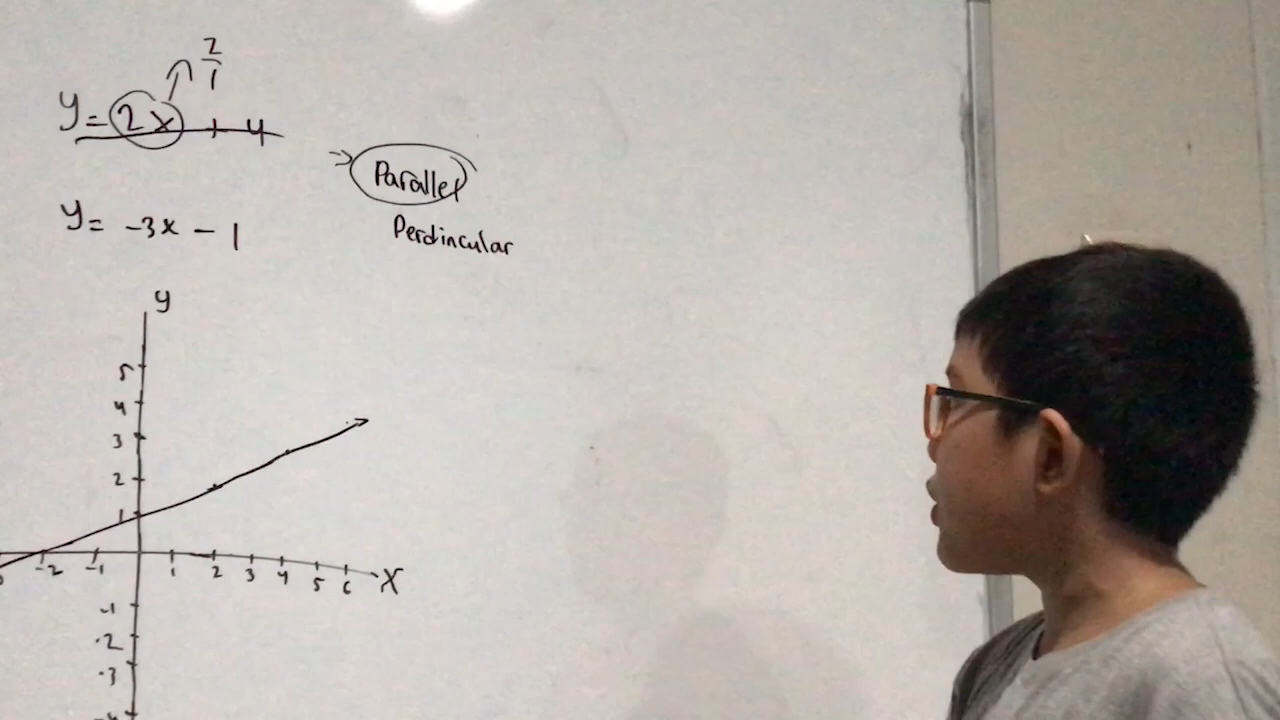 2/1
y = 2x + 4
Parallel
y = -3x - 1
Perdincular
y
5
4
3
2
1
-2 -1 1 2 3 4 5 6 X
-1
-2
-3
-4